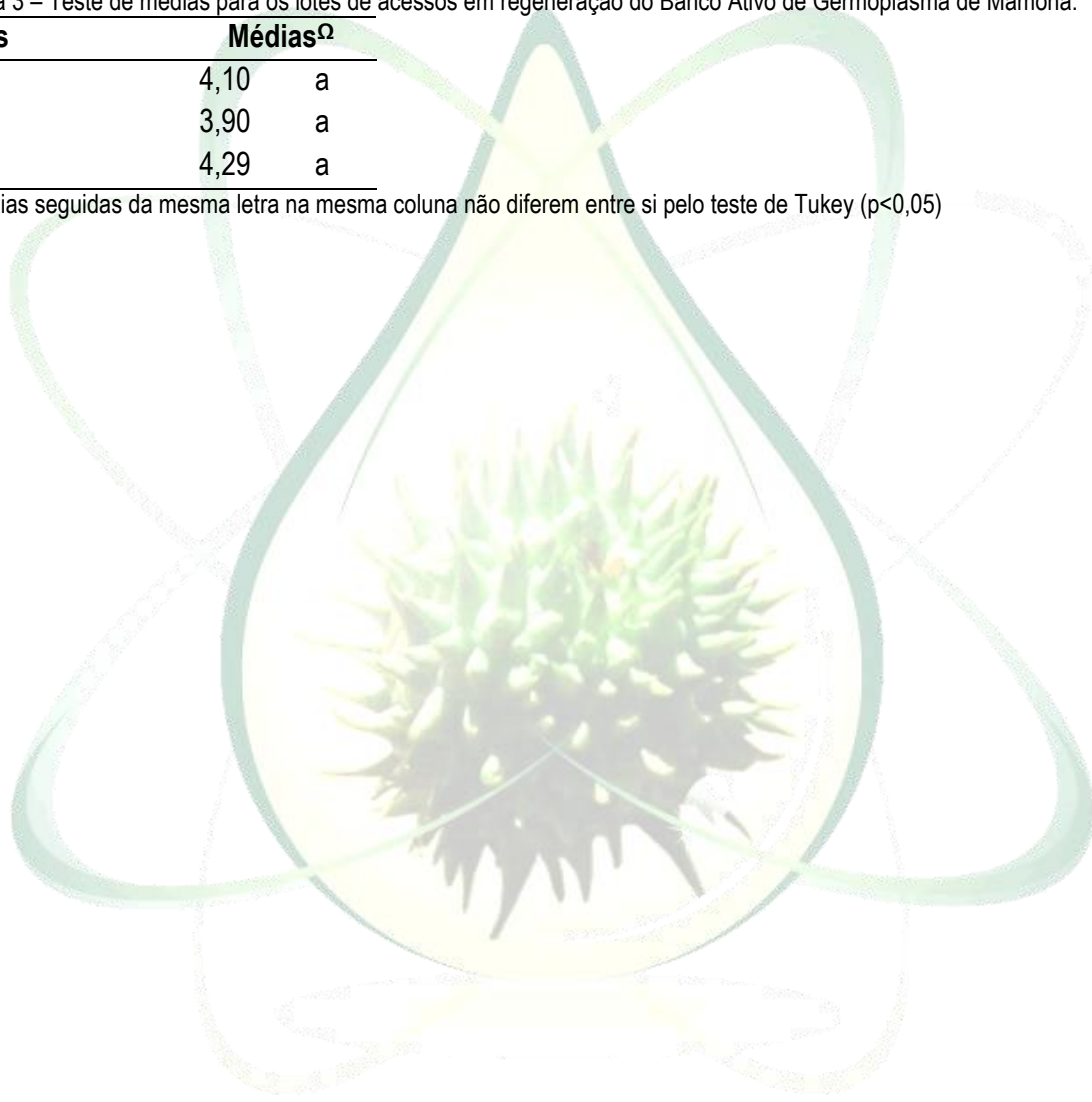 a 3 – Teste de médias para os lotes de acessos em regeneração do Banco Ativo de Germoplasma de Mamona.
s Médias<sup>Ω</sup>
4,10 a
3,90 a
4,29 a
ias seguidas da mesma letra na mesma coluna não diferem entre si pelo teste de Tukey (p<0,05)